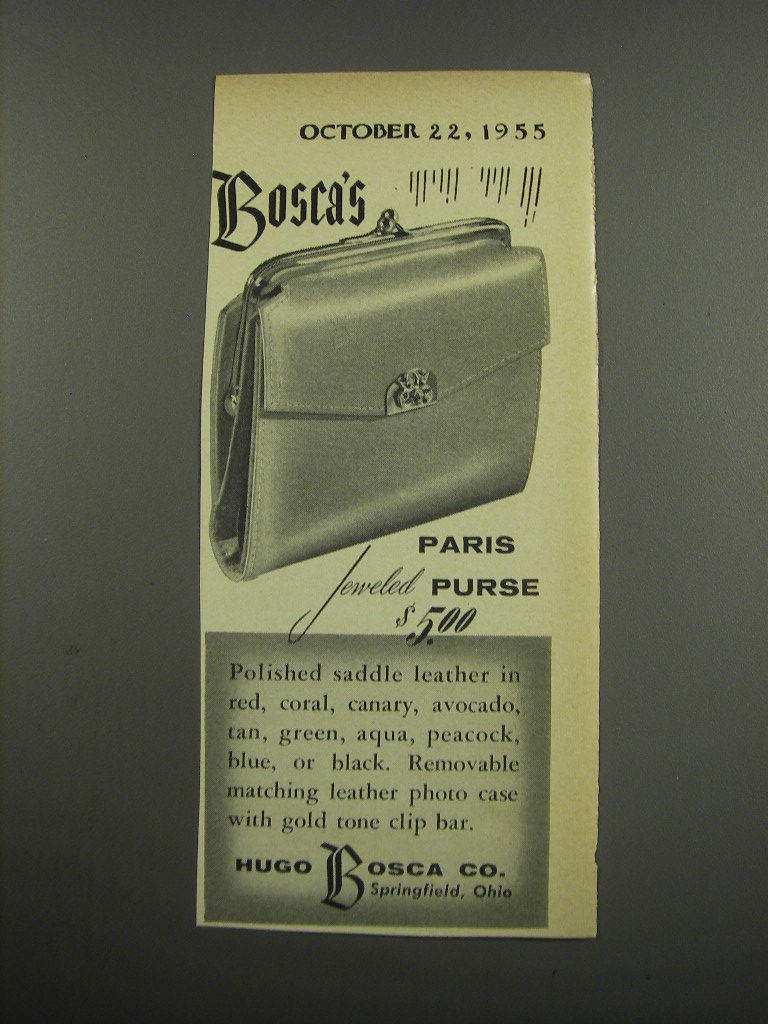 OCTOBER 22, 1955
Bosca's
PARIS
Jeweled PURSE
$5.00
Polished saddle leather in
red, coral, canary, avocado,
tan, green, aqua, peacock,
blue, or black. Removable
matching leather photo case
with gold tone clip bar.
HUGO BOSCA CO.
Springfield, Ohio